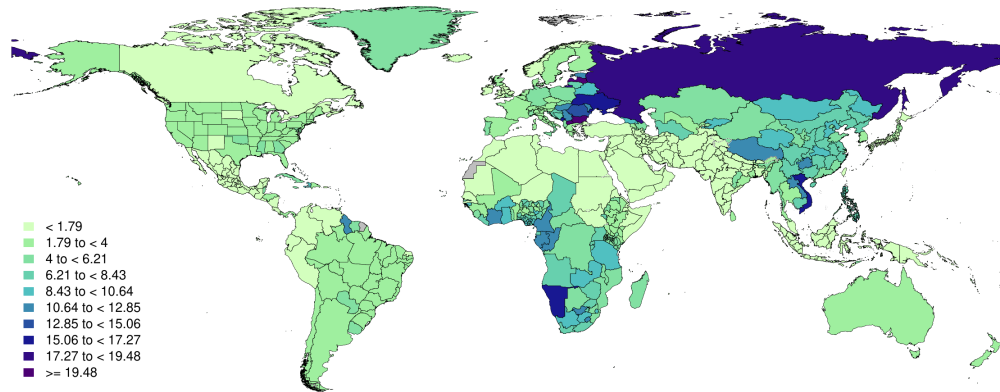 < 1.79
1.79 to < 4
4 to < 6.21
6.21 to < 8.43
8.43 to < 10.64
10.64 to < 12.85
12.85 to < 15.06
15.06 to < 17.27
17.27 to < 19.48
>= 19.48